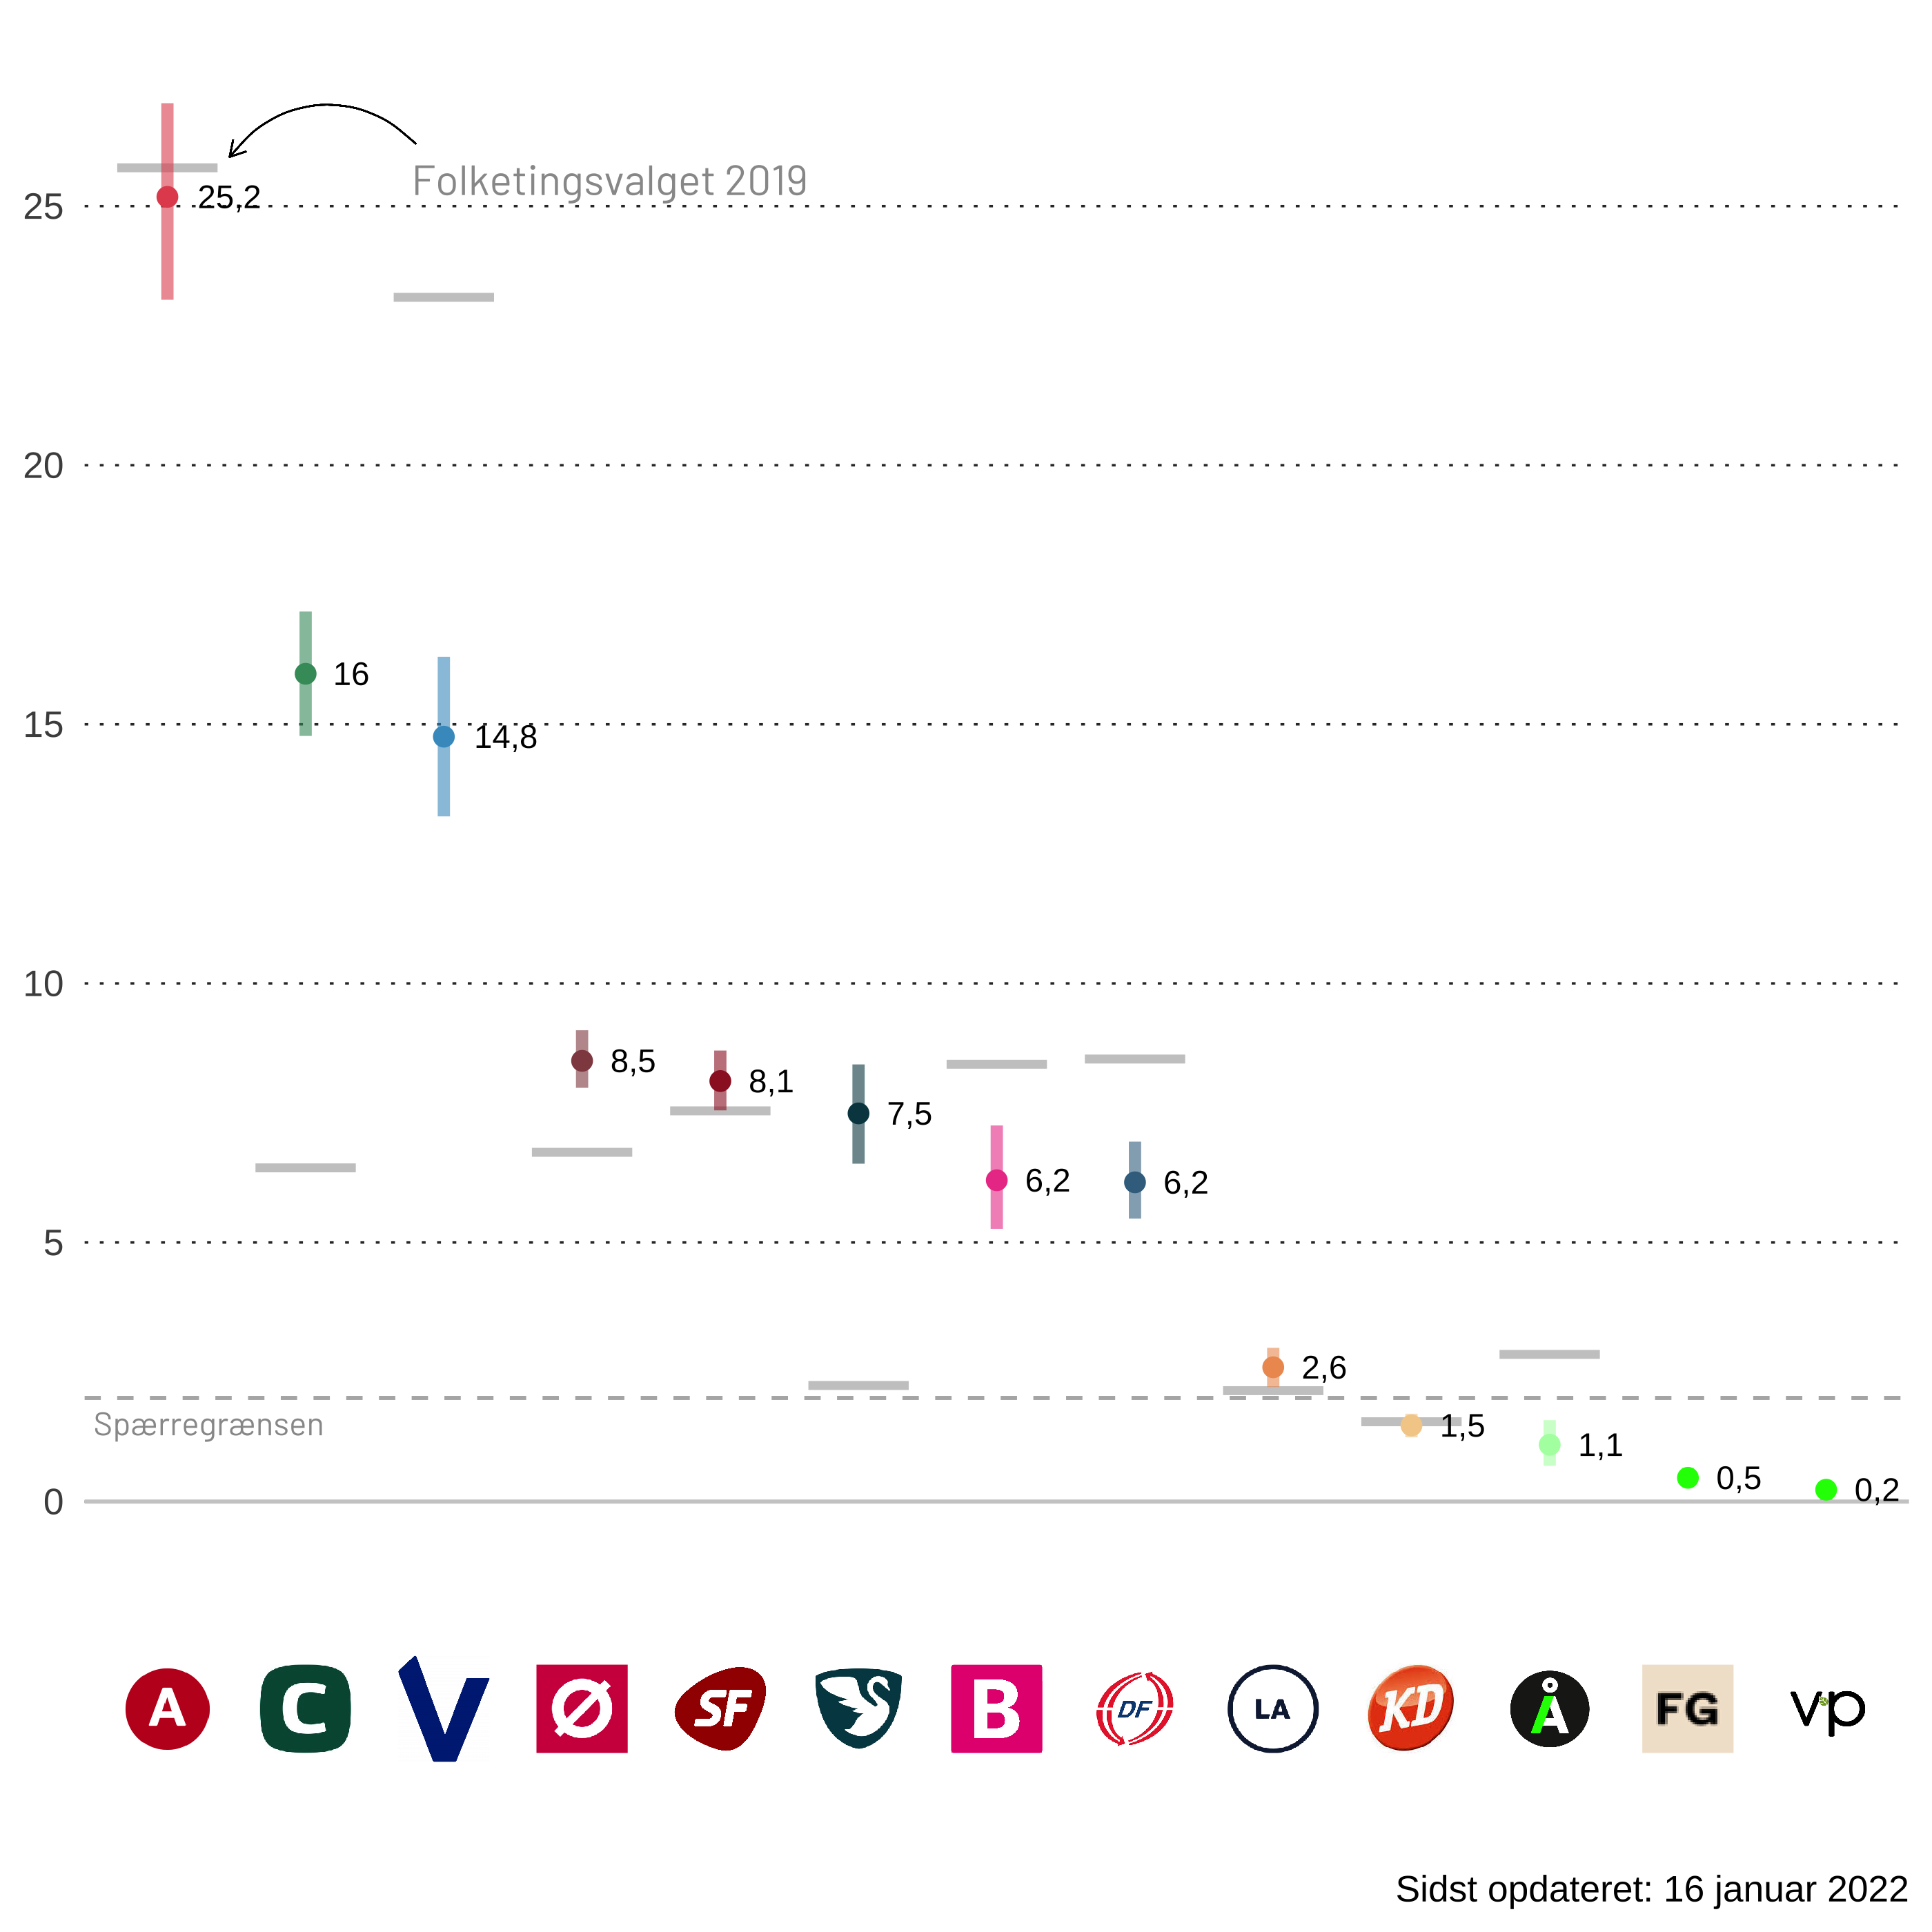 Folketingsvalget 2019
25
25,2
20
16
15
14,8
10
8,5
8,1
7,5
6,2
6,2
5
2,6
Spærregrænsen
1,5
1,1
0,5
0,2
0
A
C
V
Ø
SF
B
DF
LA
KD
Å
FG
vp
Sidst opdateret: 16 januar 2022